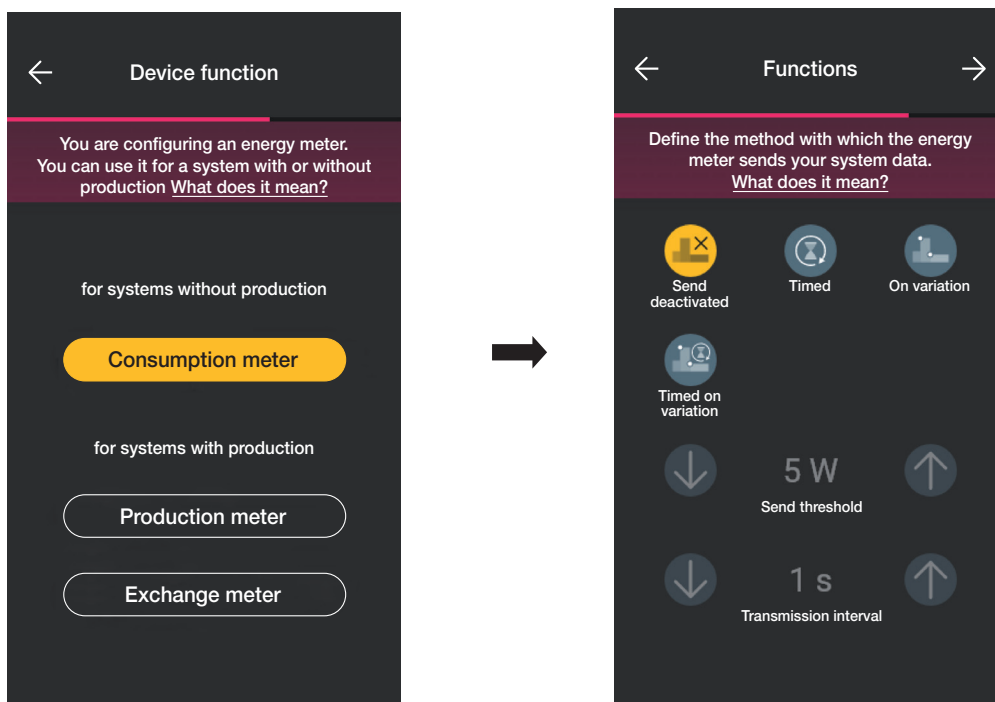 Device function
You are configuring an energy meter.
You can use it for a system with or without
production What does it mean?
for systems without production
Consumption meter
for systems with production
Production meter
Exchange meter
Functions
Define the method with which the energy
meter sends your system data.
What does it mean?
Send
deactivated
Timed
On variation
Timed on
variation
5 W
Send threshold
1 s
Transmission interval